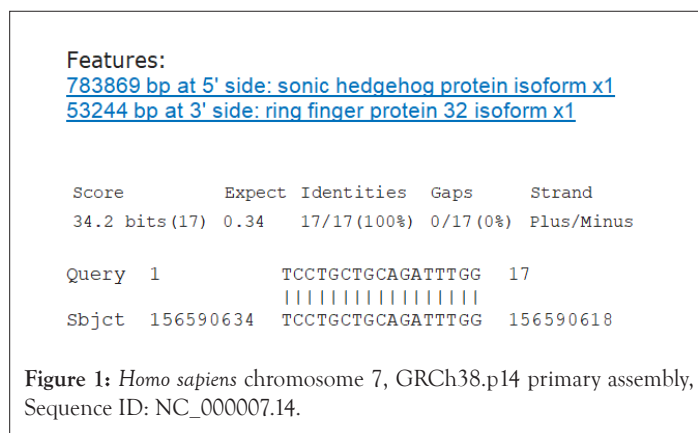 Features:
783869 bp at 5' side: sonic hedgehog protein isoform x1
53244 bp at 3' side: ring finger protein 32 isoform x1
Score Expect Identities Gaps Strand
34.2 bits(17) 0.34 17/17(100%) 0/17(0%) Plus/Minus
Query 1 TCCTGCTGCAGATTTGG 17
|||||||||||||||||
Sbjct 156590634 TCCTGCTGCAGATTTGG 156590618
Figure 1: Homo sapiens chromosome 7, GRCh38.p14 primary assembly,
Sequence ID: NC_000007.14.